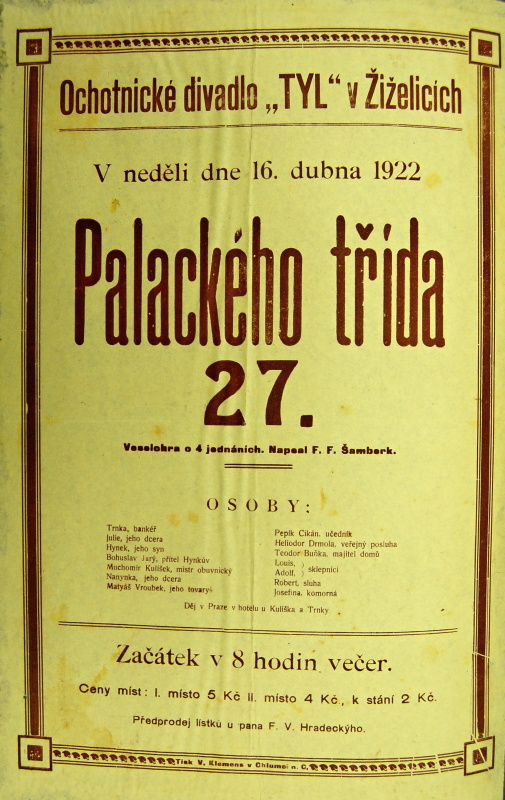 Ochotnické divadlo „TYL“ v Žiželicích
V neděli dne 16. dubna 1922
Palackého třída
27.
Veselohra o 4 jednáních. Napsal F. F. Šamberk.
OSOBY:
Trnka, bankéř
Julie, jeho dcera
Hynek, jeho syn
Bohuslav Jarý, přítel Hynkův
Muchomír Kulíšek, mistr obuvnický
Nanynka, jeho dcera
Matyáš Vroubek, jeho tovaryš
Pepík Cikán, učedník
Heliodor Drmola, veřejný posluha
Teodor Buňka, majitel domů
Louis, } sklepníci
Adolf, }
Robert, sluha
Josefina, komorná
Děj v Praze v hotelu u Kulíška a Trnky
Začátek v 8 hodin večer.
Ceny míst: I. místo 5 Kč II. místo 4 Kč., k stání 2 Kč.
Předprodej lístků u pana F. V. Hradeckýho.
Tisk V. Klemens v Chlumci n. C.